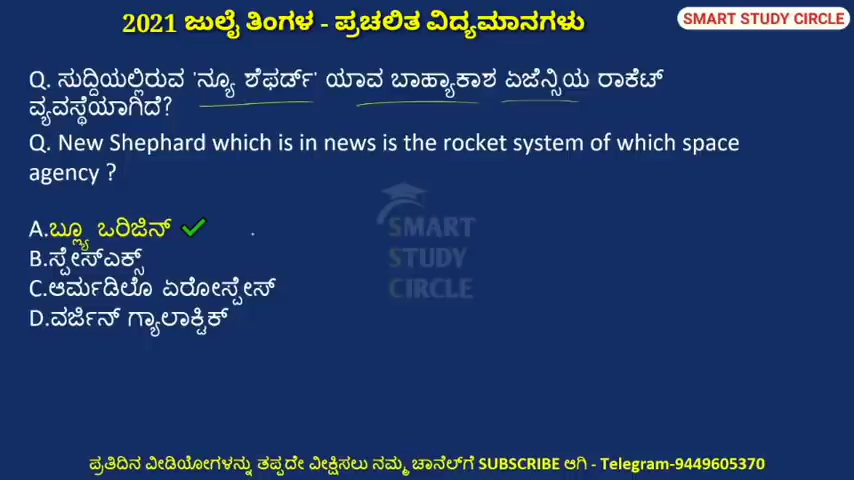 2021 ಜುಲೈ ತಿಂಗಳ - ಪ್ರಚಲಿತ ವಿದ್ಯಮಾನಗಳು
SMART STUDY CIRCLE
Q. ಸುದ್ದಿಯಲ್ಲಿರುವ 'ನ್ಯೂ ಶೆಫರ್ಡ್' ಯಾವ ಬಾಹ್ಯಾಕಾಶ ಏಜೆನ್ಸಿಯ ರಾಕೆಟ್
ವ್ಯವಸ್ಥೆಯಾಗಿದೆ?
Q. New Shephard which is in news is the rocket system of which space
agency ?
A.ಬ್ಲ್ಯೂ ಒರಿಜಿನ್
B.ಸ್ಪೇಸ್‌ಎಕ್ಸ್
C.ಆರ್ಮಡಿಲೊ ಏರೋಸ್ಪೇಸ್
D.ವರ್ಜಿನ್ ಗ್ಯಾಲಾಕ್ಟಿಕ್
SMART
STUDY
CIRCLE
ಪ್ರತಿದಿನ ವೀಡಿಯೋಗಳನ್ನು ತಪ್ಪದೇ ವೀಕ್ಷಿಸಲು ನಮ್ಮ ಚಾನೆಲ್‌ಗೆ SUBSCRIBE ಆಗಿ - Telegram-9449605370